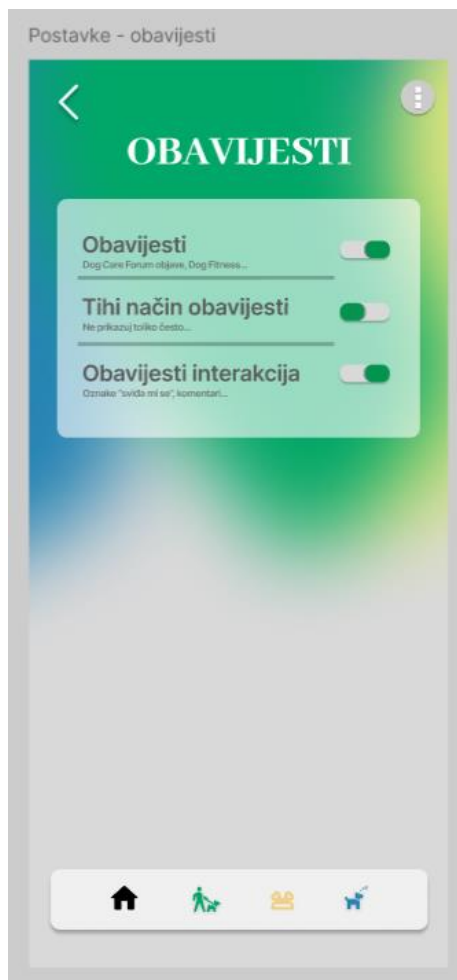 Postavke - obavijesti
OBAVIJESTI
Obavijesti
Dog Care Forum objave, Dog Fitness...
Tihi način obavijesti
Ne prikazuj toliko često...
Obavijesti interakcija
Oznake "sviđa mi se", komentari...